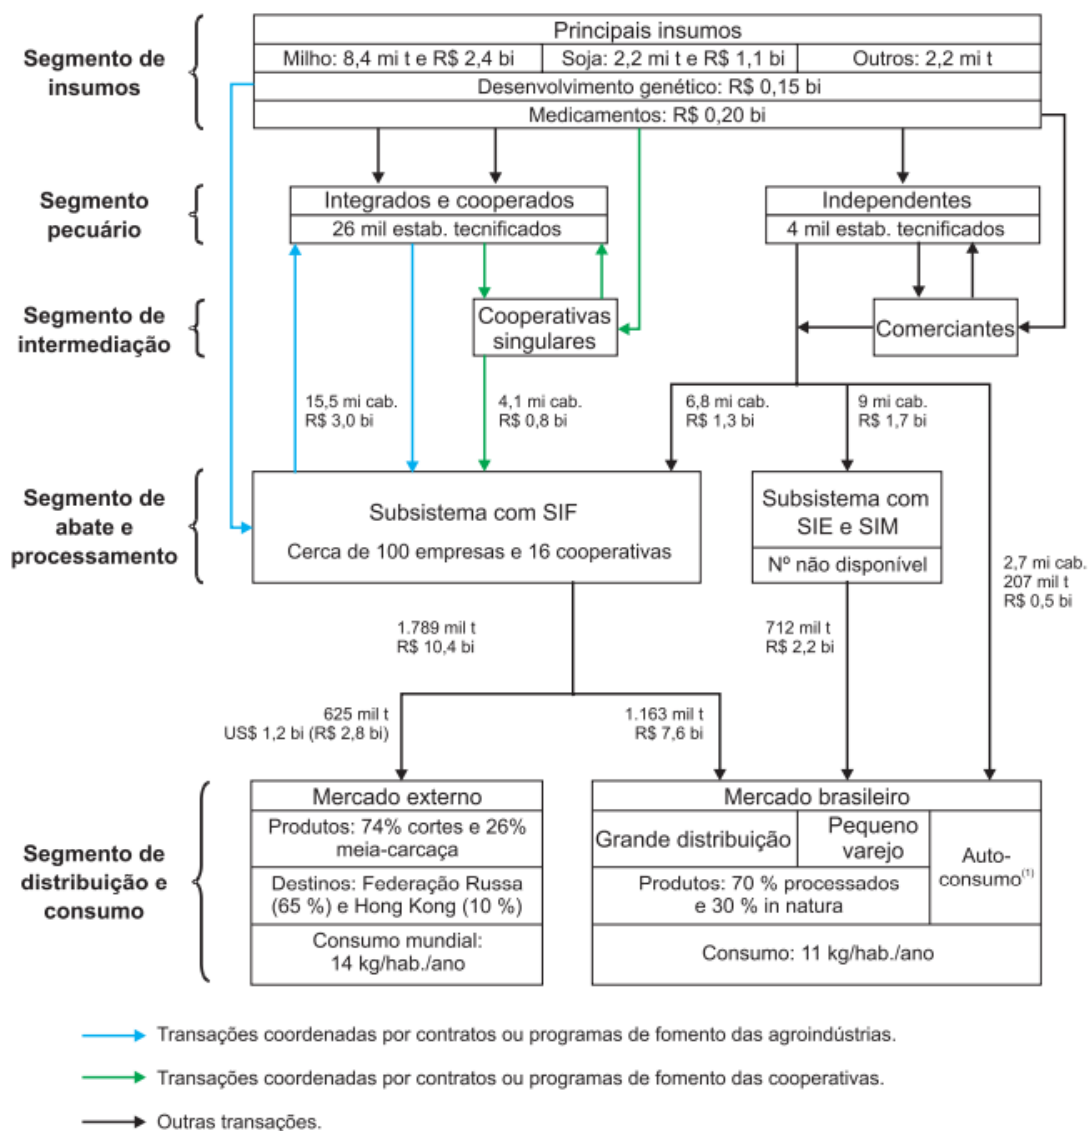 Segmento de
insumos
Principais insumos
Milho: 8,4 mi t e R$ 2,4 bi
Soja: 2,2 mi t e R$ 1,1 bi
Outros: 2,2 mi t
Desenvolvimento genético: R$ 0,15 bi
Medicamentos: R$ 0,20 bi
Segmento
pecuário
Integrados e cooperados
26 mil estab. tecnificados
Independentes
4 mil estab. tecnificados
Segmento de
intermediação
Cooperativas
singulares
Comerciantes
15,5 mi cab.
R$ 3,0 bi
4,1 mi cab.
R$ 0,8 bi
6,8 mi cab.
R$ 1,3 bi
9 mi cab.
R$ 1,7 bi
Segmento de
abate e
processamento
Subsistema com SIF
Cerca de 100 empresas e 16 cooperativas
Subsistema com
SIE e SIM
Nº não disponível
2,7 mi cab.
207 mil t
R$ 0,5 bi
1.789 mil t
R$ 10,4 bi
712 mil t
R$ 2,2 bi
625 mil t
US$ 1,2 bi (R$ 2,8 bi)
1.163 mil t
R$ 7,6 bi
Segmento de
distribuição e
consumo
Mercado externo
Produtos: 74% cortes e 26%
meia-carcaça
Destinos: Federação Russa
(65 %) e Hong Kong (10 %)
Consumo mundial:
14 kg/hab./ano
Mercado brasileiro
Grande distribuição
Pequeno
varejo
Auto-
consumo(1)
Produtos: 70 % processados
e 30 % in natura
Consumo: 11 kg/hab./ano
Transações coordenadas por contratos ou programas de fomento das agroindústrias.
Transações coordenadas por contratos ou programas de fomento das cooperativas.
Outras transações.